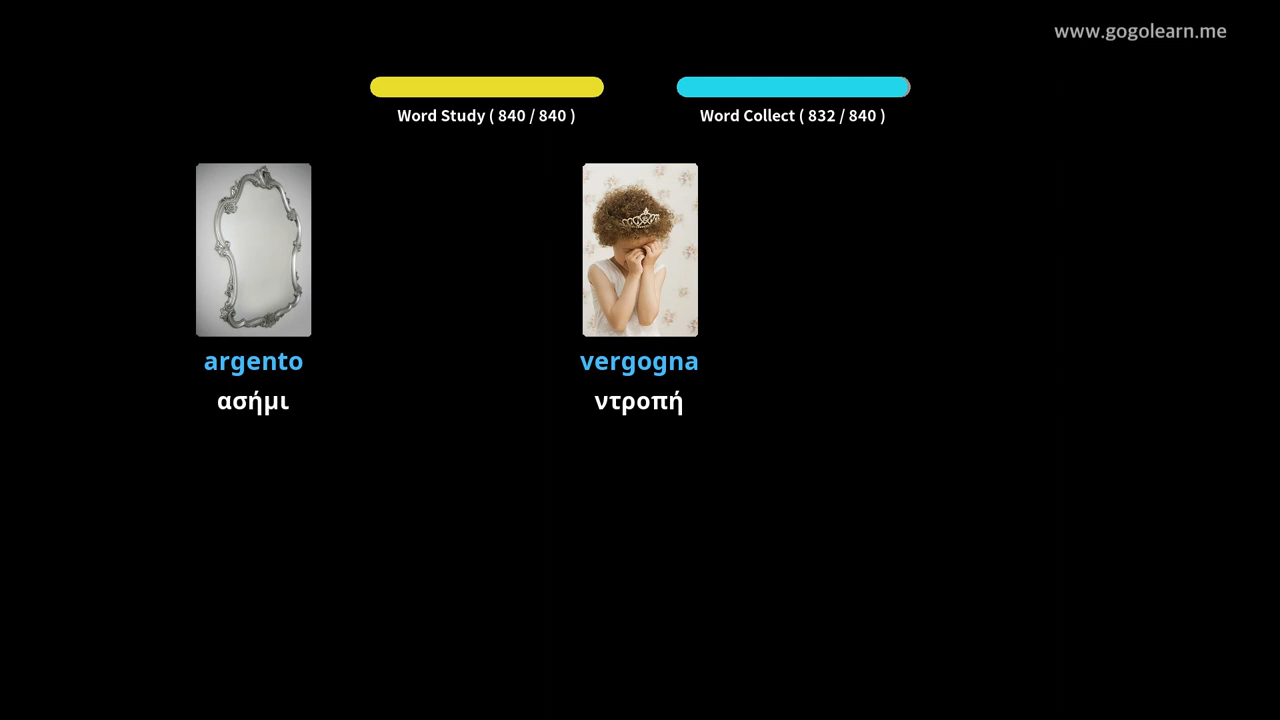 www.gogolearn.me
Word Study ( 840 / 840 )
Word Collect ( 832 / 840 )
argento
vergogna
ασήμι
ντροπή